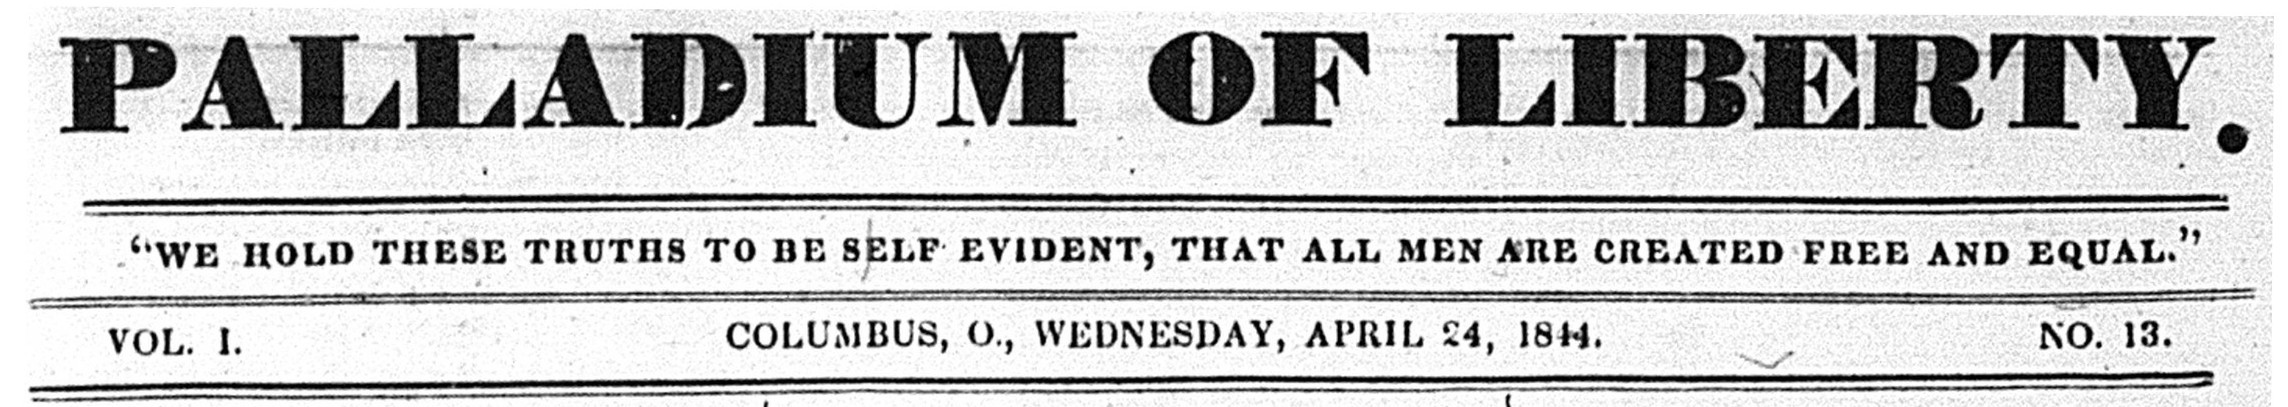 PALLADIUM OF LIBERTY.
"WE HOLD THESE TRUTHS TO BE SELF EVIDENT, THAT ALL MEN ARE CREATED FREE AND EQUAL."
VOL. I. COLUMBUS, O., WEDNESDAY, APRIL 24, 1844. NO. 13.